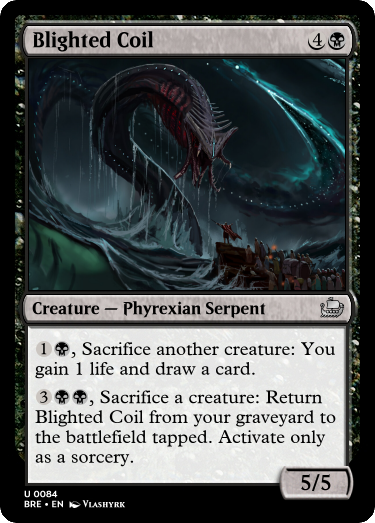 Blighted Coil 4
Creature — Phyrexian Serpent
1, Sacrifice another creature: You
gain 1 life and draw a card.
3, Sacrifice a creature: Return
Blighted Coil from your graveyard to
the battlefield tapped. Activate only
as a sorcery.
5/5
U 0084
BRE • EN Vlashyrk